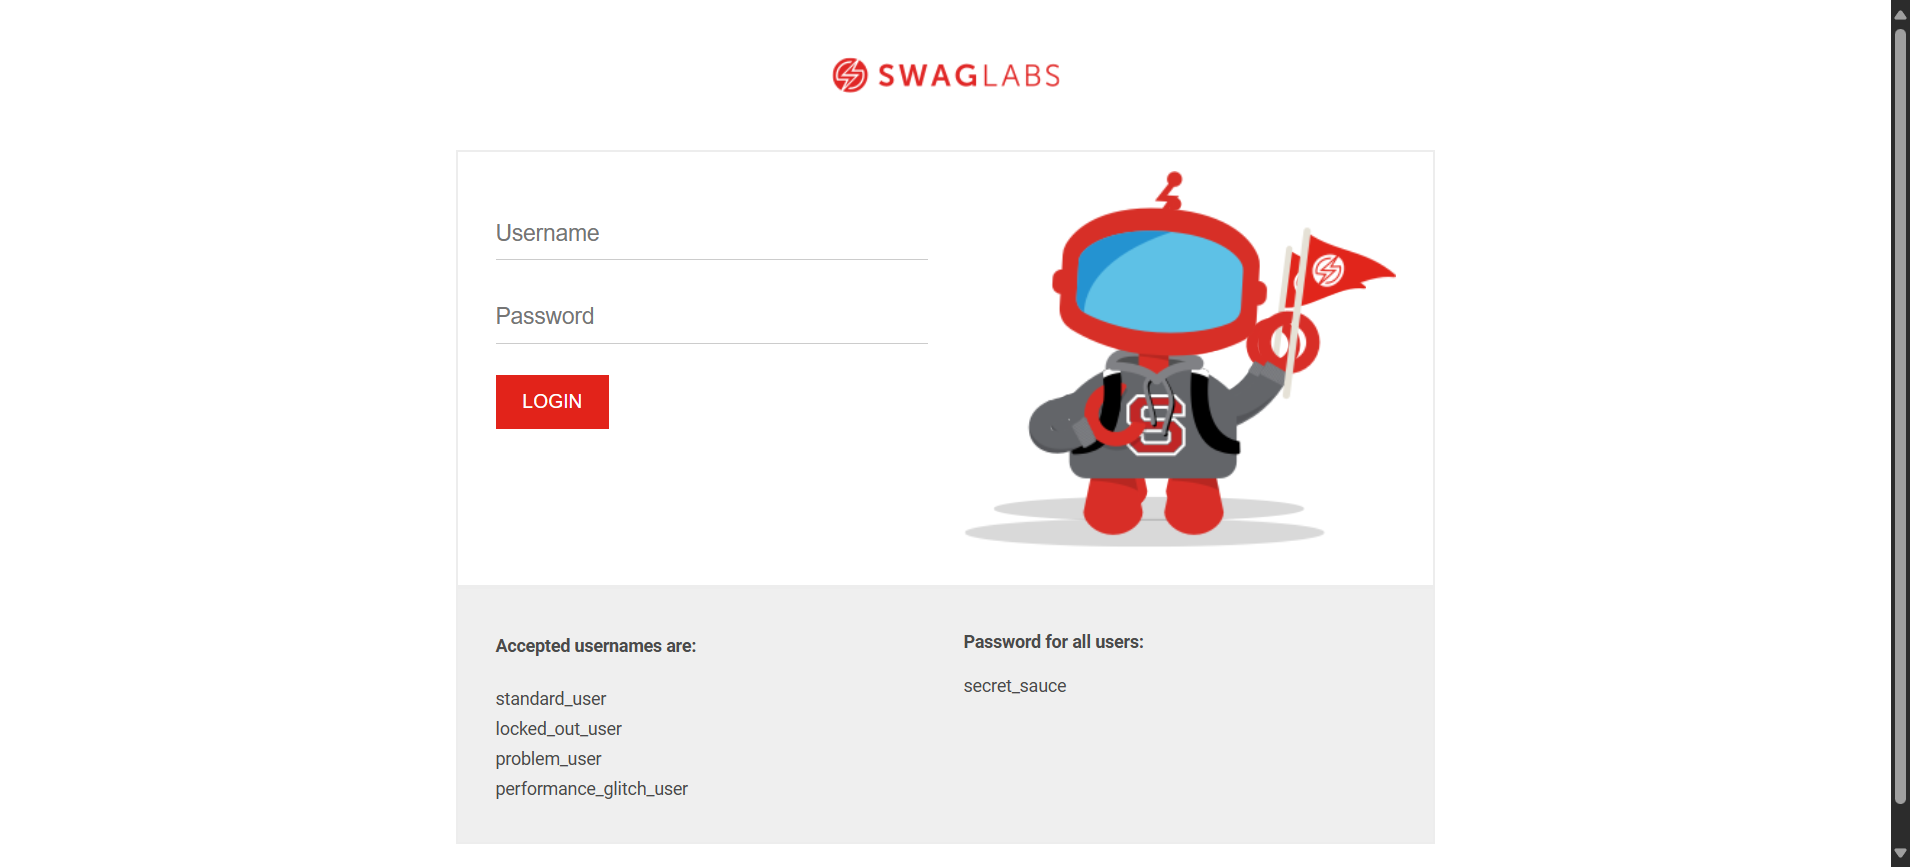 SWAGLABS
Username
Password
LOGIN
S
Accepted usernames are:
standard_user
locked_out_user
problem_user
performance_glitch_user
Password for all users:
secret_sauce